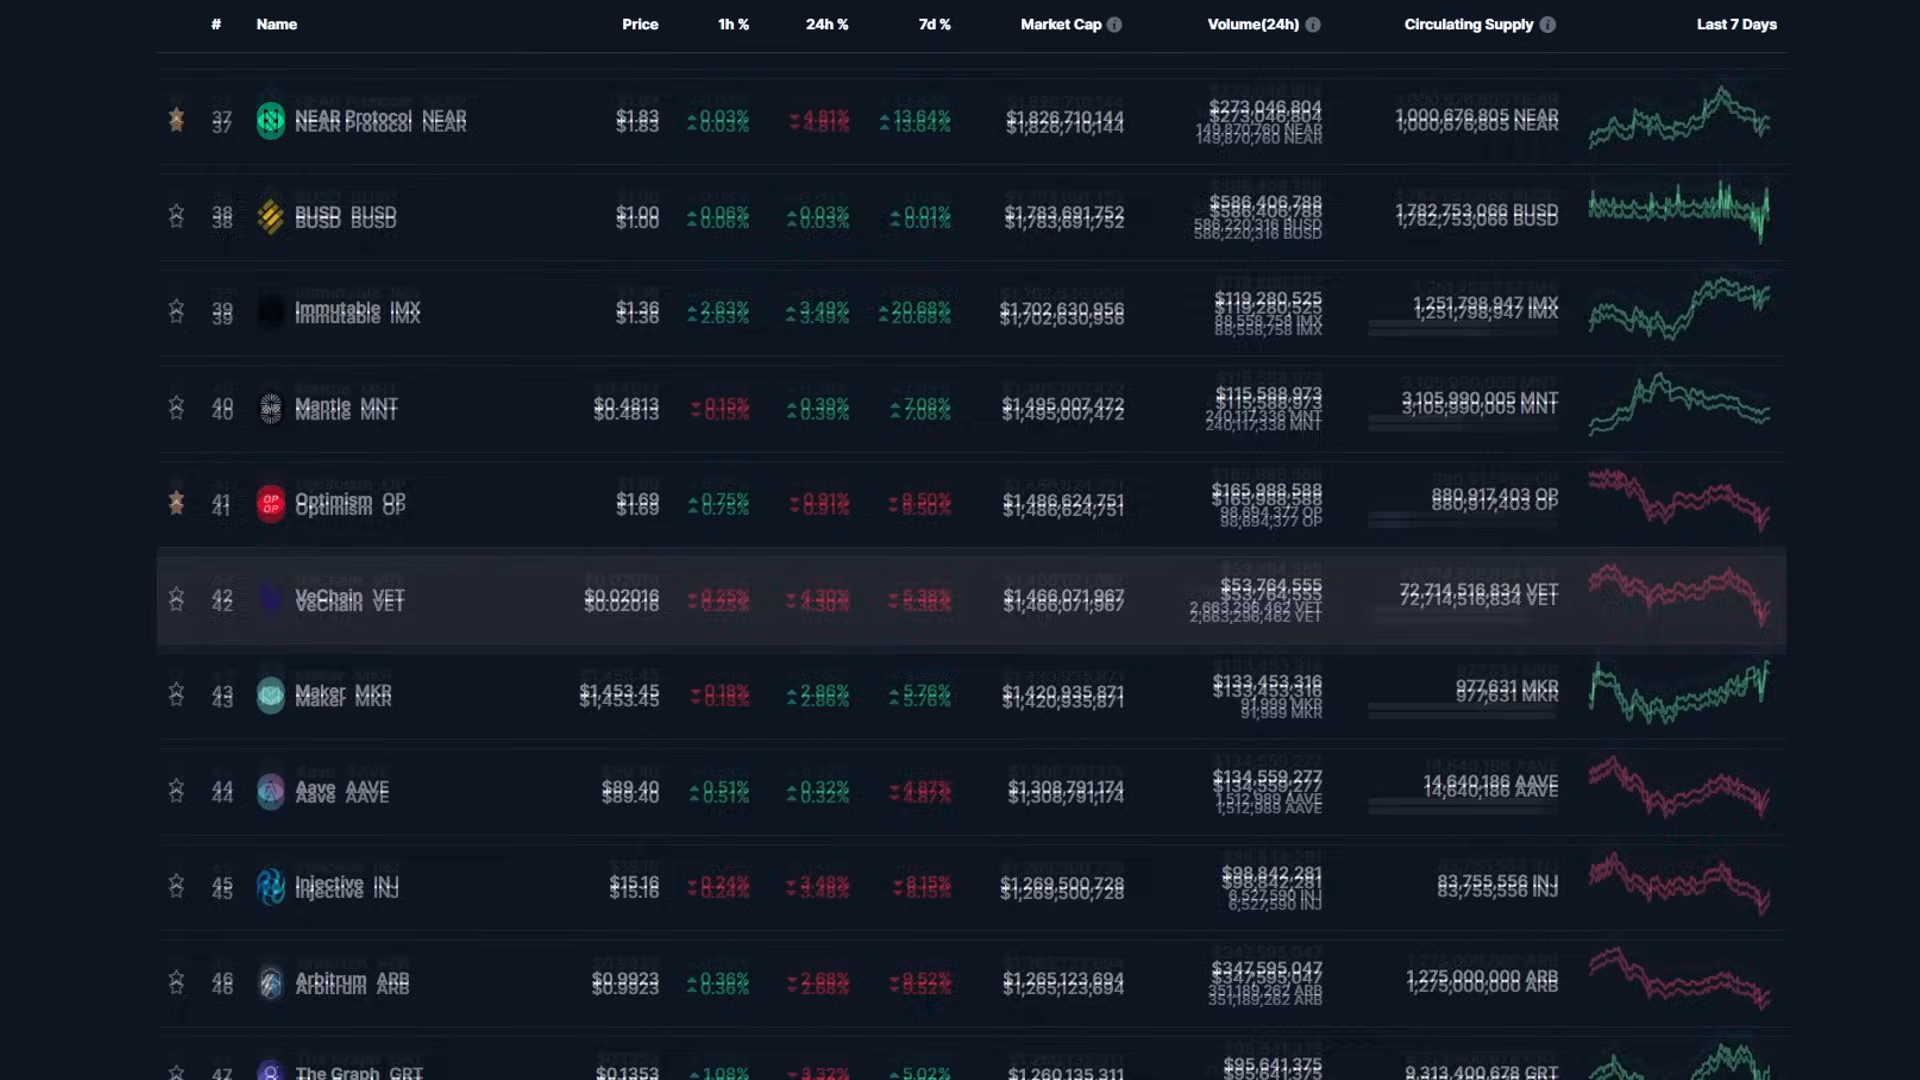 # Name Price 1h % 24h % 7d % Market Cap Volume(24h) Circulating Supply Last 7 Days
37 NEAR Protocol NEAR $1.83 0.03% 4.81% 13.64% $1,826,710,144 $273,046,804 1,000,676,805 NEAR
149,870,760 NEAR
38 BUSD BUSD $1.00 0.06% 0.03% 0.01% $1,783,691,752 $586,406,788 1,782,753,066 BUSD
586,220,316 BUSD
39 Immutable IMX $1.36 2.63% 3.49% 20.68% $1,702,630,956 $119,280,525 1,251,798,947 IMX
88,558,758 IMX
40 Mantle MNT $0.4813 0.15% 0.39% 7.08% $1,495,007,472 $115,588,973 3,105,990,005 MNT
240,117,336 MNT
41 Optimism OP $1.69 0.75% 0.91% 9.50% $1,486,624,751 $165,988,588 880,917,403 OP
98,694,377 OP
42 VeChain VET $0.02016 0.25% 4.30% 5.38% $1,466,071,967 $53,764,555 72,714,516,834 VET
2,663,296,462 VET
43 Maker MKR $1,453.45 0.18% 2.86% 5.76% $1,420,935,871 $133,453,316 977,631 MKR
91,999 MKR
44 Aave AAVE $89.40 0.51% 0.32% 4.87% $1,308,791,174 $134,559,277 14,640,186 AAVE
1,512,989 AAVE
45 Injective INJ $15.16 0.24% 3.48% 8.15% $1,269,500,728 $98,842,281 83,755,556 INJ
6,527,590 INJ
46 Arbitrum ARB $0.9923 0.36% 2.68% 9.52% $1,265,123,694 $347,595,047 1,275,000,000 ARB
351,189,262 ARB
47 The Graph GRT $0.1353 1.08% 3.32% 5.02% $1,260,135,311 $95,641,375 9,313,400,678 GRT